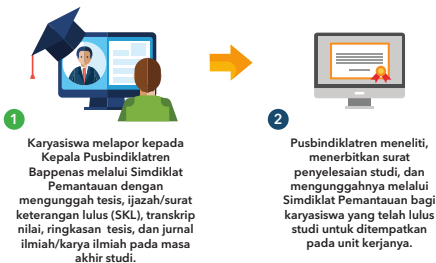 1
Karyasiswa melapor kepada
Kepala Pusbindiklatren
Bappenas melalui Simdiklat
Pemantauan dengan
mengunggah tesis, ijazah/surat
keterangan lulus (SKL), transkrip
nilai, ringkasan tesis, dan jurnal
ilmiah/karya ilmiah pada masa
akhir studi.
2
Pusbindiklatren meneliti,
menerbitkan surat
penyelesaian studi, dan
mengunggahnya melalui
Simdiklat Pemantauan bagi
karyasiswa yang telah lulus
studi untuk ditempatkan
pada unit kerjanya.